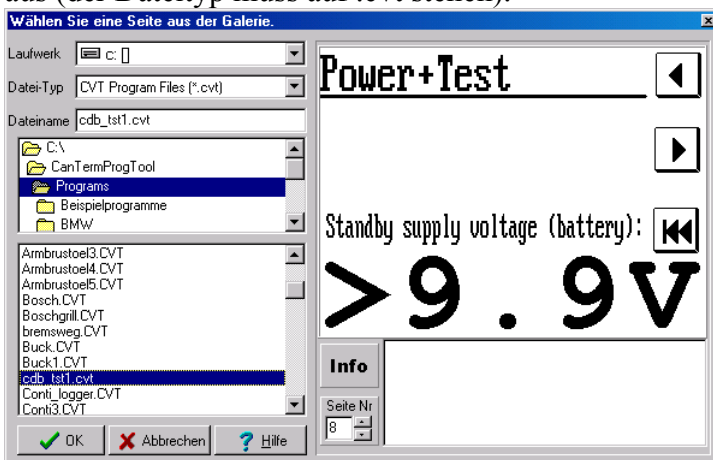 aus (der Dateityp muss auf .cvt stehen).
Wählen Sie eine Seite aus der Galerie.
Laufwerk
c: []
Datei-Typ
CVT Program Files (*.cvt)
Dateiname
cdb_tst1.cvt
C:\
CanTermProgTool
Programs
Beispielprogramme
BMW
Armbrustoel3.CVT
Armbrustoel4.CVT
Armbrustoel5.CVT
Bosch.CVT
Boschgrill.CVT
bremsweg.CVT
Buck.CVT
Buck1.CVT
cdb_tst1.cvt
Conti_logger.CVT
Conti3.CVT
OK
Abbrechen
Hilfe
Power+Test
Standby supply voltage (battery):
>9.9V
Info
Seite Nr
8